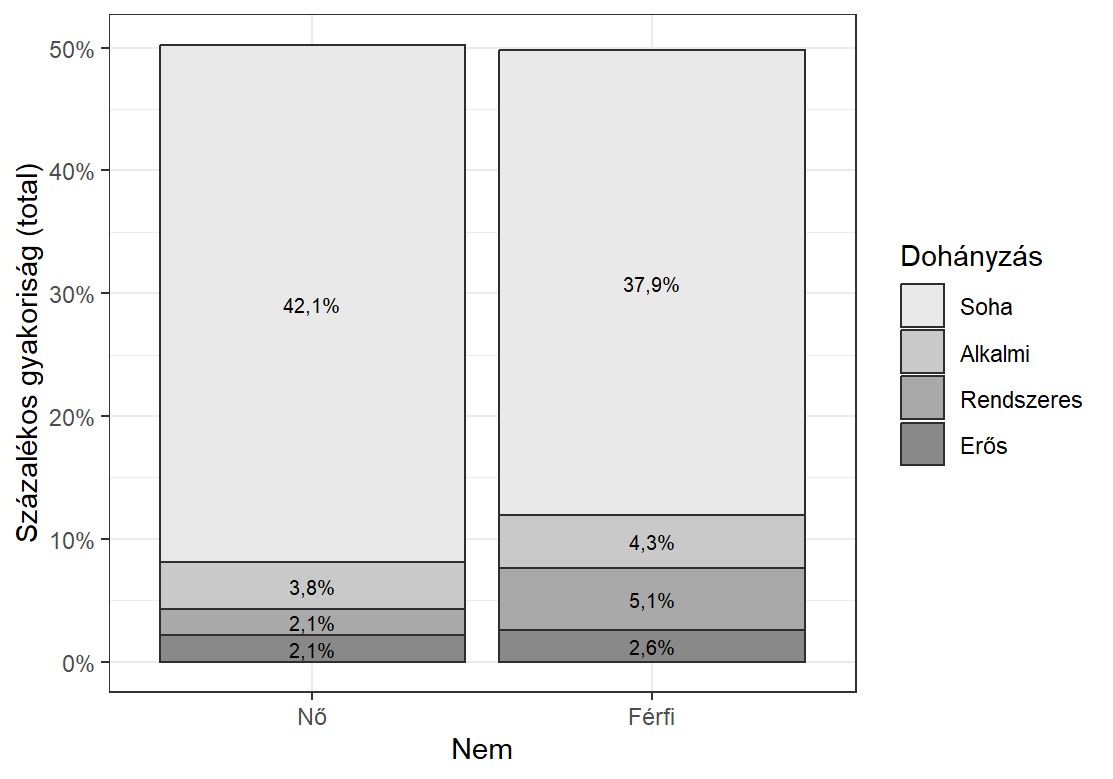 Százalékos gyakoriság (total)
50%
40%
30%
20%
10%
0%
42,1%
3,8%
2,1%
2,1%
37,9%
4,3%
5,1%
2,6%
Nő
Férfi
Nem
Dohányzás
Soha
Alkalmi
Rendszeres
Erős